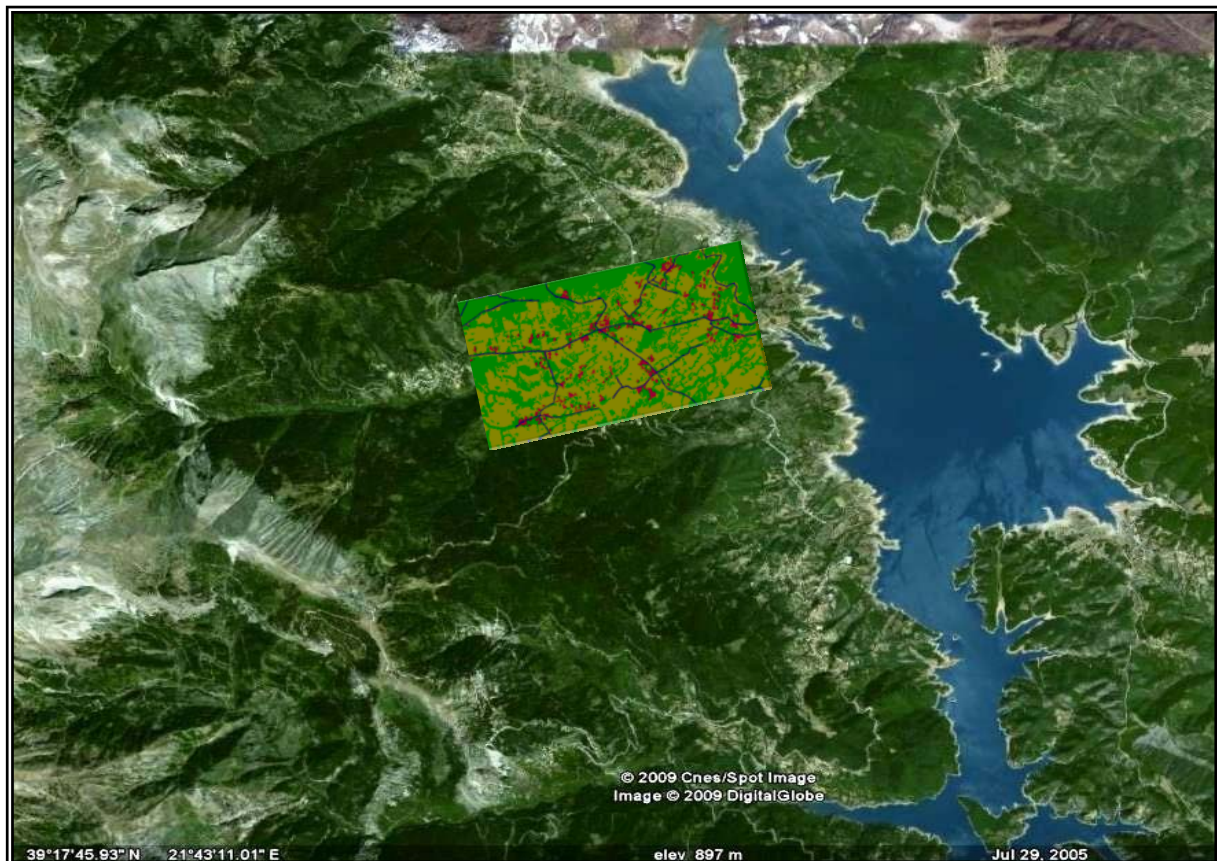 © 2009 Cnes/Spot Image
Image © 2009 DigitalGlobe
39°17'45.93" N 21°43'11.01" E elev 897 m Jul 29, 2005